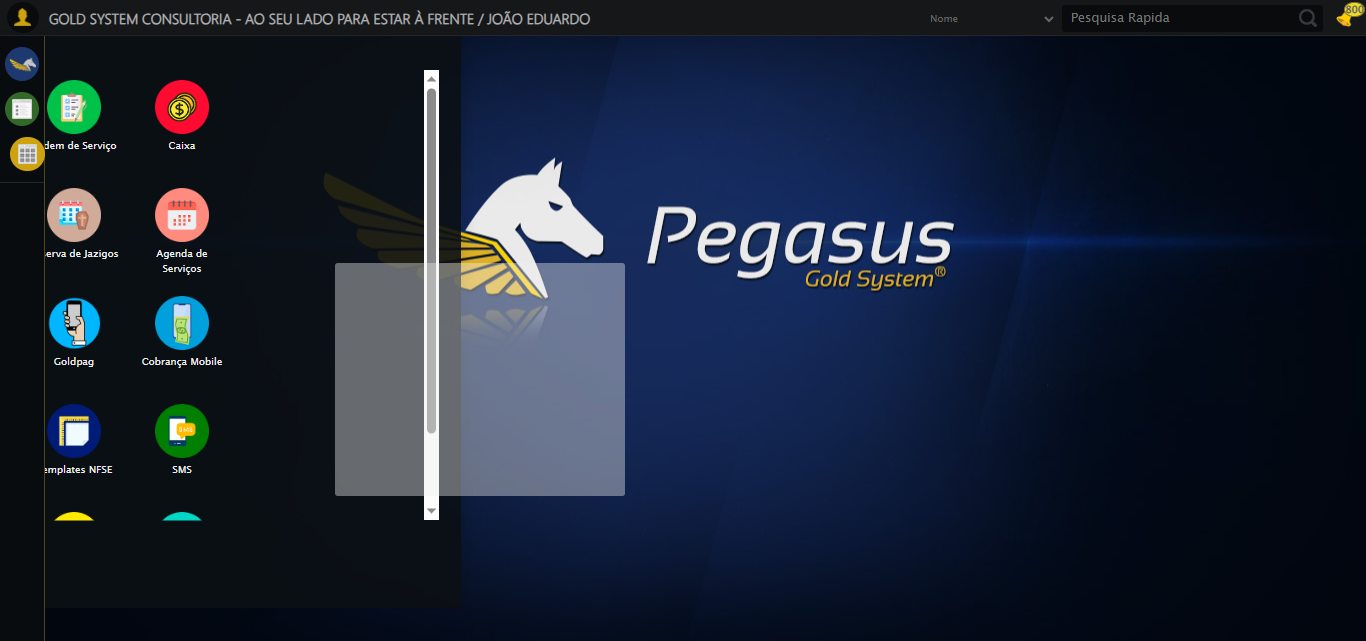 GOLD SYSTEM CONSULTORIA - AO SEU LADO PARA ESTAR À FRENTE / JOÃO EDUARDO
Nome
Pesquisa Rapida
800
dem de Serviço
Caixa
erva de Jazigos
Agenda de
Serviços
Goldpag
Cobrança Mobile
emplates NFSE
SMS
SMS
Pegasus
Gold System®